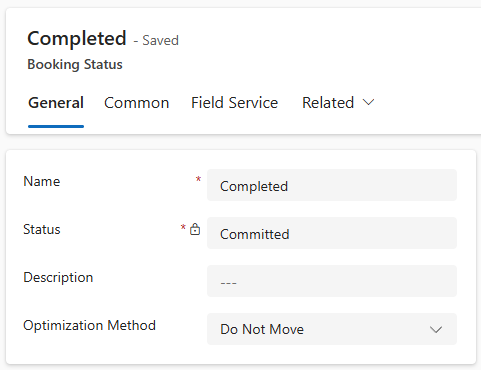 Completed - Saved
Booking Status
General Common Field Service Related
Name * Completed
Status * Committed
Description ---
Optimization Method Do Not Move